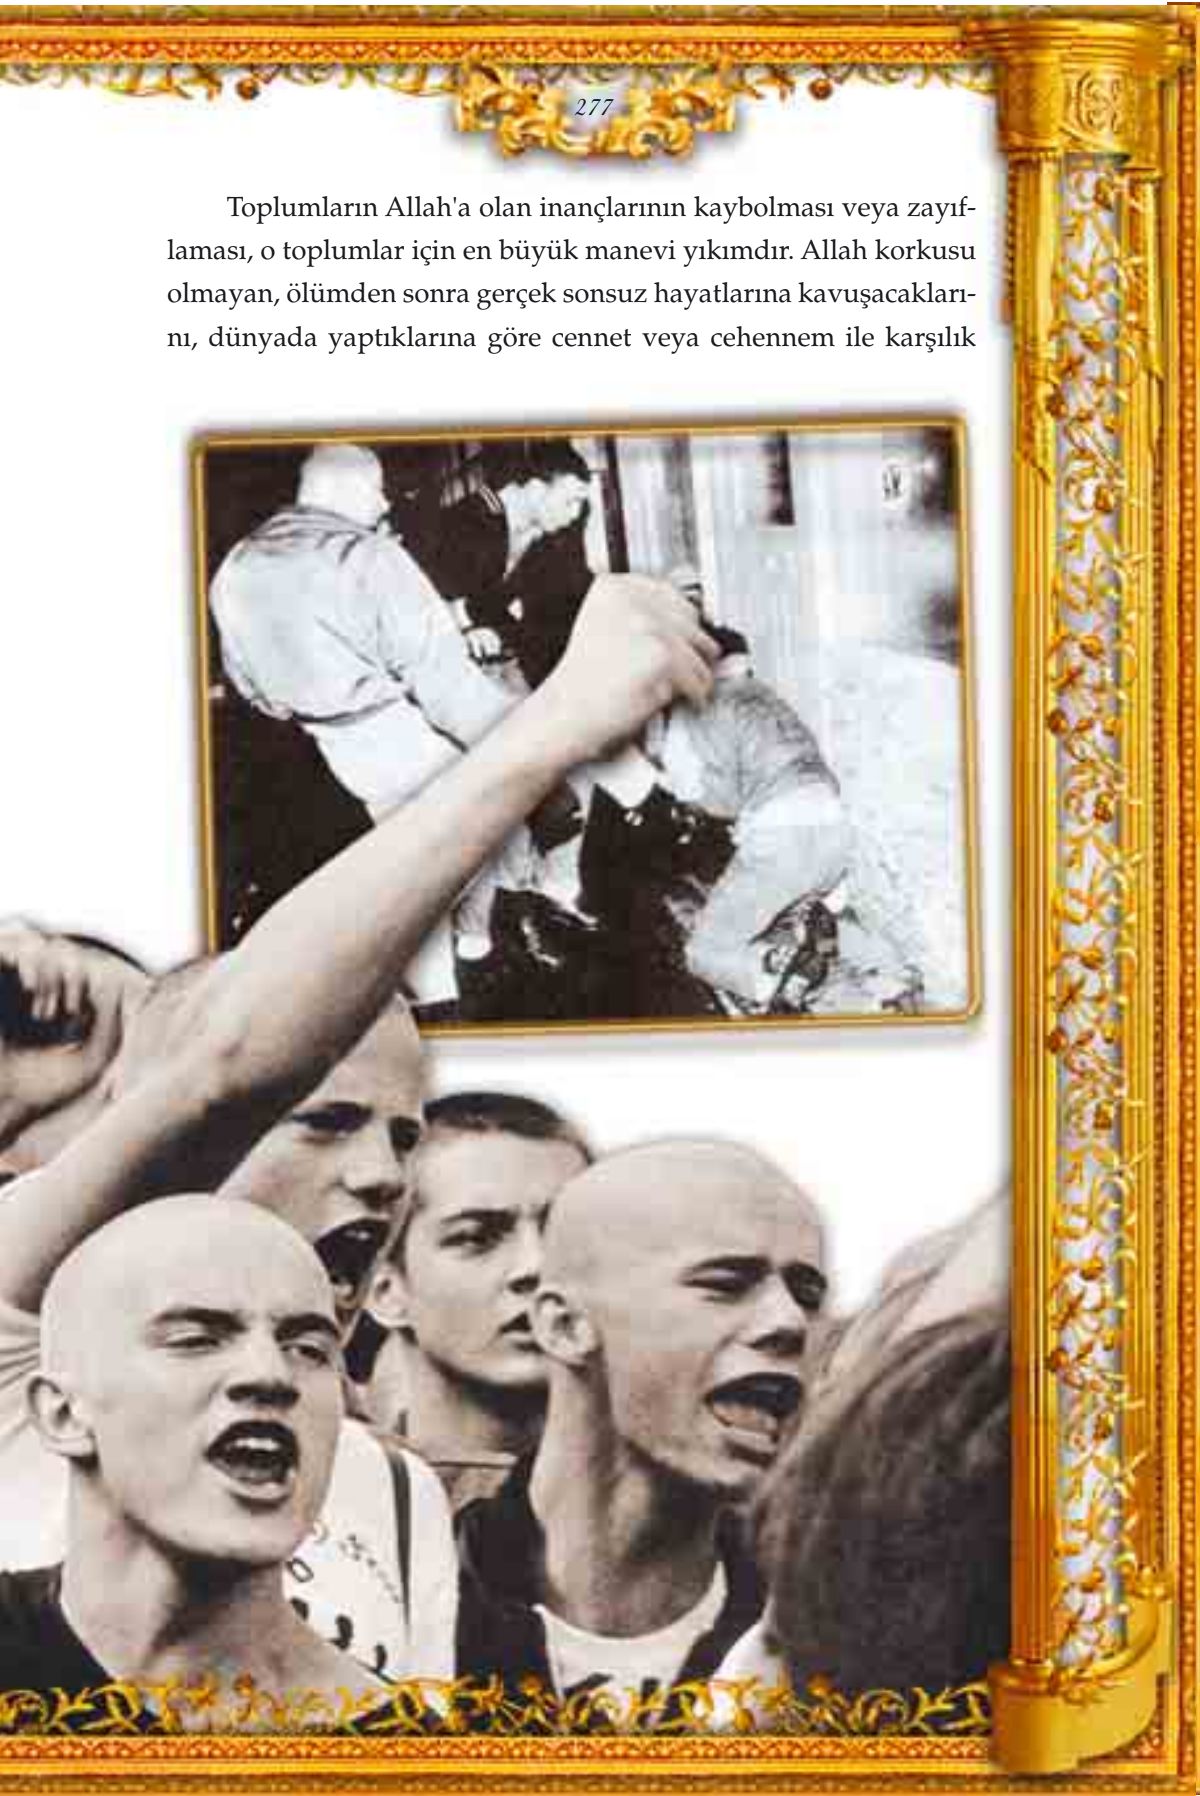 277
Toplumların Allah'a olan inançlarının kaybolması veya zayıf-
laması, o toplumlar için en büyük manevi yıkımdır. Allah korkusu
olmayan, ölümden sonra gerçek sonsuz hayatlarına kavuşacakları-
nı, dünyada yaptıklarına göre cennet veya cehennem ile karşılık